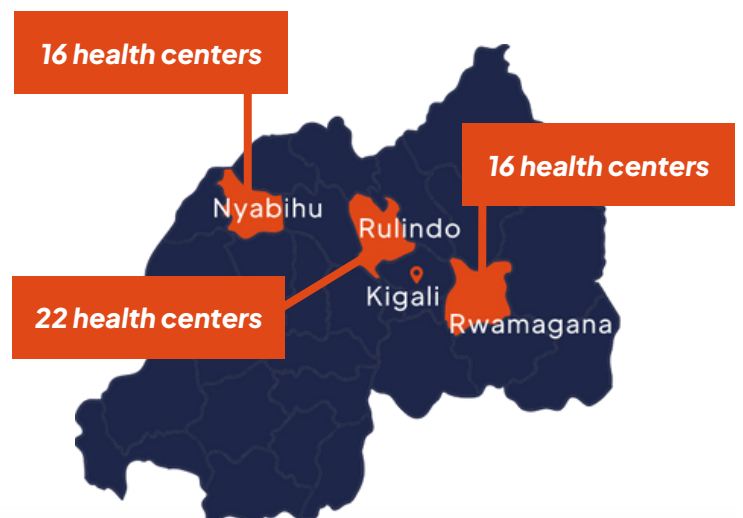 16 health centers
16 health centers
Nyabihu
Rulindo
Kigali
22 health centers
Rwamagana